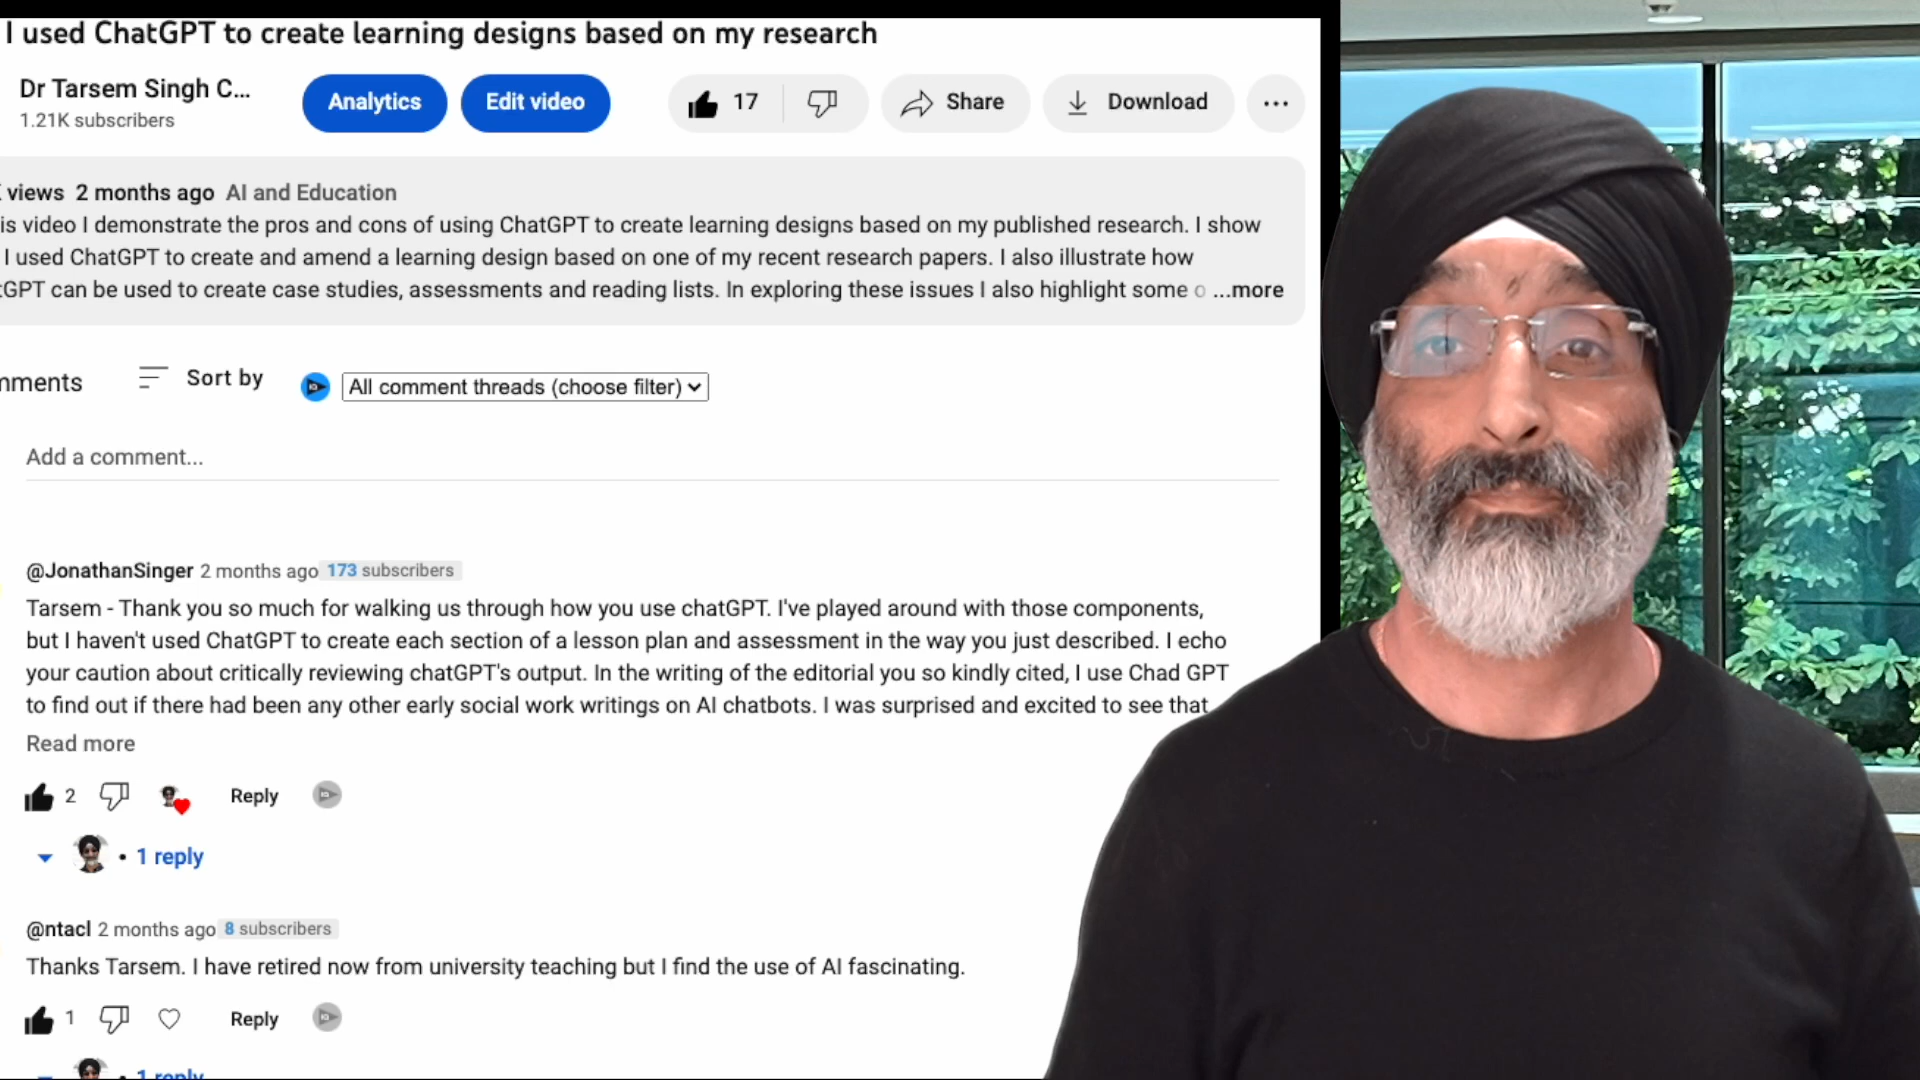 I used ChatGPT to create learning designs based on my research
Dr Tarsem Singh C...
1.21K subscribers
Analytics
Edit video
17
Share
Download
views 2 months ago AI and Education
is video I demonstrate the pros and cons of using ChatGPT to create learning designs based on my published research. I show
I used ChatGPT to create and amend a learning design based on one of my recent research papers. I also illustrate how
tGPT can be used to create case studies, assessments and reading lists. In exploring these issues I also highlight some o ...more
mments
Sort by
All comment threads (choose filter)
Add a comment...
@JonathanSinger 2 months ago 173 subscribers
Tarsem - Thank you so much for walking us through how you use chatGPT. I've played around with those components,
but I haven't used ChatGPT to create each section of a lesson plan and assessment in the way you just described. I echo
your caution about critically reviewing chatGPT's output. In the writing of the editorial you so kindly cited, I use Chad GPT
to find out if there had been any other early social work writings on AI chatbots. I was surprised and excited to see that
Read more
2
Reply
• 1 reply
@ntacl 2 months ago 8 subscribers
Thanks Tarsem. I have retired now from university teaching but I find the use of AI fascinating.
1
Reply
• 1 reply